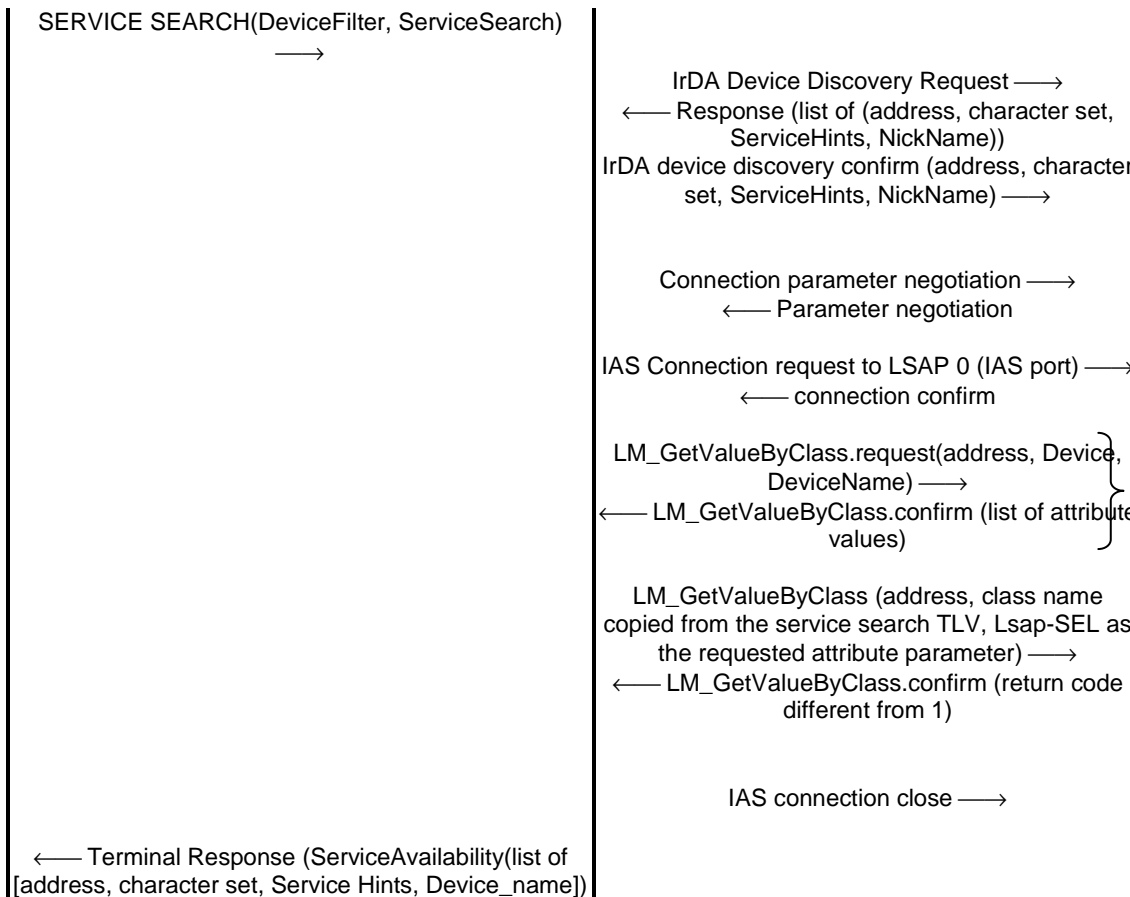 SERVICE SEARCH(DeviceFilter, ServiceSearch)
⟶
IrDA Device Discovery Request ⟶
⟵ Response (list of (address, character set,
ServiceHints, NickName))
IrDA device discovery confirm (address, character
set, ServiceHints, NickName) ⟶
Connection parameter negotiation ⟶
⟵ Parameter negotiation
IAS Connection request to LSAP 0 (IAS port) ⟶
⟵ connection confirm
LM_GetValueByClass.request(address, Device,
DeviceName) ⟶
⟵ LM_GetValueByClass.confirm (list of attribute
values)
LM_GetValueByClass (address, class name
copied from the service search TLV, Lsap-SEL as
the requested attribute parameter) ⟶
⟵ LM_GetValueByClass.confirm (return code
different from 1)
IAS connection close ⟶
⟵ Terminal Response (ServiceAvailability(list of
[address, character set, Service Hints, Device_name])